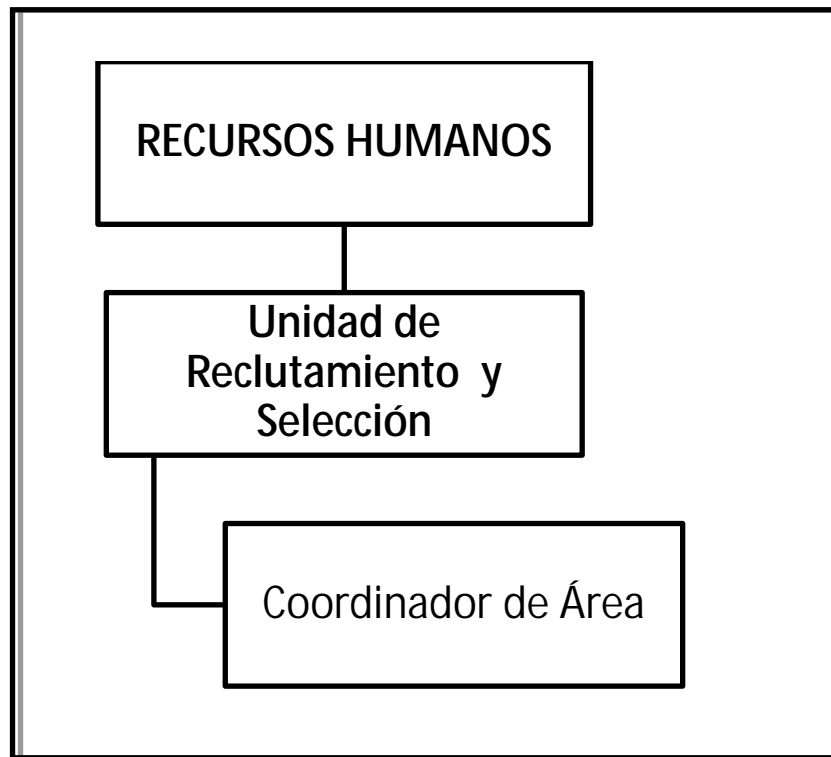 RECURSOS HUMANOS
Unidad de
Reclutamiento y
Selección
Coordinador de Área